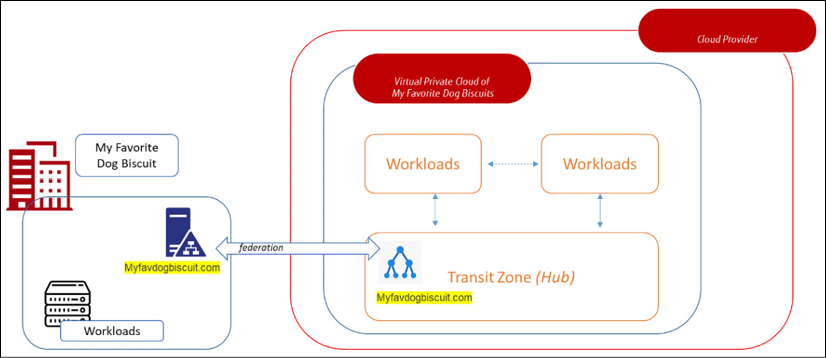 Cloud Provider
Virtual Private Cloud of
My Favorite Dog Biscuits
My Favorite
Dog Biscuit
Workloads
Workloads
federation
Myfavdogbiscuit.com
Transit Zone (Hub)
Myfavdogbiscuit.com
Workloads